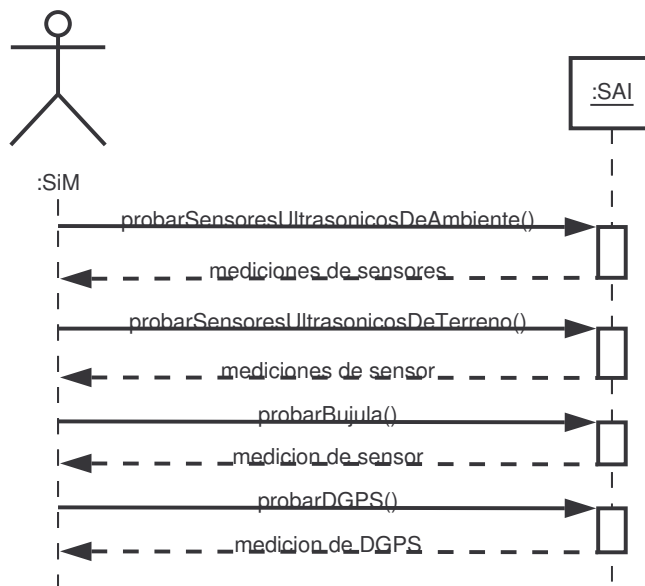 :SAI
:SiM
probarSensoresUltrasonicosDeAmbiente()
mediciones de sensores
probarSensoresUltrasonicosDeTerreno()
mediciones de sensor
probarBujula()
medicion de sensor
probarDGPS()
medicion de DGPS